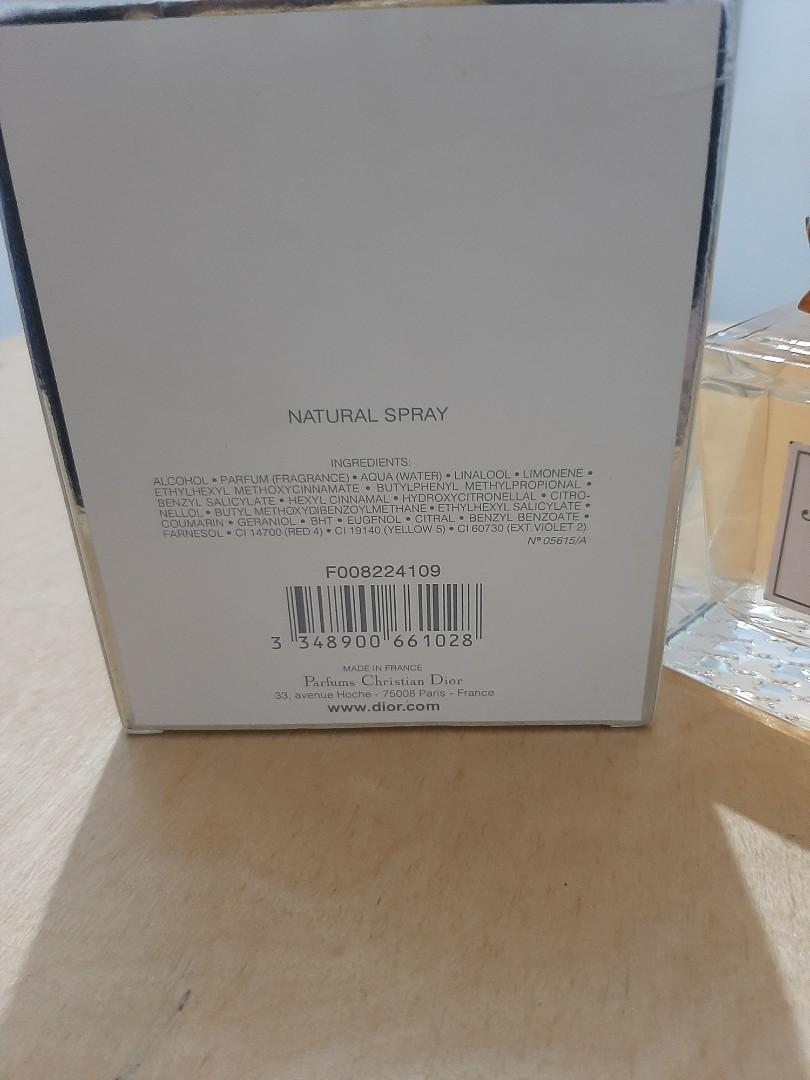 NATURAL SPRAY
INGREDIENTS:
ALCOHOL • PARFUM (FRAGRANCE) • AQUA (WATER) • LINALOOL • LIMONENE •
ETHYLHEXYL METHOXYCINNAMATE • BUTYLPHENYL METHYLPROPIONAL •
BENZYL SALICYLATE • HEXYL CINNAMAL • HYDROXYCITRONELLAL • CITRO-
NELLOL • BUTYL METHOXYDIBENZOYLMETHANE • ETHYLHEXYL SALICYLATE •
COUMARIN • GERANIOL • BHT • EUGENOL • CITRAL • BENZYL BENZOATE •
FARNESOL • CI 14700 (RED 4) • CI 19140 (YELLOW 5) • CI 60730 (EXT.VIOLET 2)
N° 05615/A
F008224109
3 348900 661028
MADE IN FRANCE
Parfums Christian Dior
33, avenue Hoche - 75008 Paris - France
www.dior.com
J